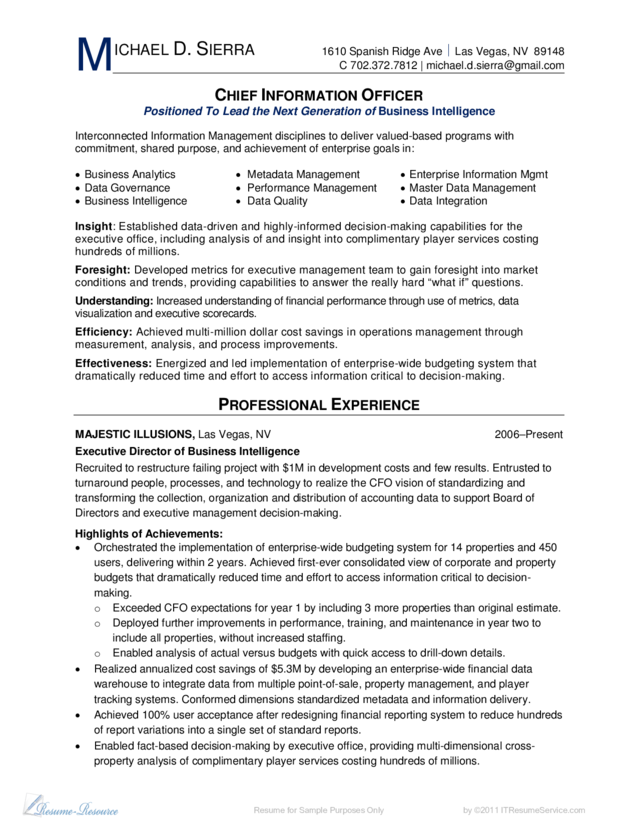 MICHAEL D. SIERRA
1610 Spanish Ridge Ave | Las Vegas, NV 89148
C 702.372.7812 | michael.d.sierra@gmail.com
CHIEF INFORMATION OFFICER
Positioned To Lead the Next Generation of Business Intelligence
Interconnected Information Management disciplines to deliver valued-based programs with
commitment, shared purpose, and achievement of enterprise goals in:
• Business Analytics • Metadata Management • Enterprise Information Mgmt
• Data Governance • Performance Management • Master Data Management
• Business Intelligence • Data Quality • Data Integration
Insight: Established data-driven and highly-informed decision-making capabilities for the
executive office, including analysis of and insight into complimentary player services costing
hundreds of millions.
Foresight: Developed metrics for executive management team to gain foresight into market
conditions and trends, providing capabilities to answer the really hard “what if” questions.
Understanding: Increased understanding of financial performance through use of metrics, data
visualization and executive scorecards.
Efficiency: Achieved multi-million dollar cost savings in operations management through
measurement, analysis, and process improvements.
Effectiveness: Energized and led implementation of enterprise-wide budgeting system that
dramatically reduced time and effort to access information critical to decision-making.
PROFESSIONAL EXPERIENCE
MAJESTIC ILLUSIONS, Las Vegas, NV 2006–Present
Executive Director of Business Intelligence
Recruited to restructure failing project with $1M in development costs and few results. Entrusted to
turnaround people, processes, and technology to realize the CFO vision of standardizing and
transforming the collection, organization and distribution of accounting data to support Board of
Directors and executive management decision-making.
Highlights of Achievements:
• Orchestrated the implementation of enterprise-wide budgeting system for 14 properties and 450
users, delivering within 2 years. Achieved first-ever consolidated view of corporate and property
budgets that dramatically reduced time and effort to access information critical to decision-
making.
o Exceeded CFO expectations for year 1 by including 3 more properties than original estimate.
o Deployed further improvements in performance, training, and maintenance in year two to
include all properties, without increased staffing.
o Enabled analysis of actual versus budgets with quick access to drill-down details.
• Realized annualized cost savings of $5.3M by developing an enterprise-wide financial data
warehouse to integrate data from multiple point-of-sale, property management, and player
tracking systems. Conformed dimensions standardized metadata and information delivery.
• Achieved 100% user acceptance after redesigning financial reporting system to reduce hundreds
of report variations into a single set of standard reports.
• Enabled fact-based decision-making by executive office, providing multi-dimensional cross-
property analysis of complimentary player services costing hundreds of millions.
Resume-Resource Resume for Sample Purposes Only by ©2011 ITResumeService.com